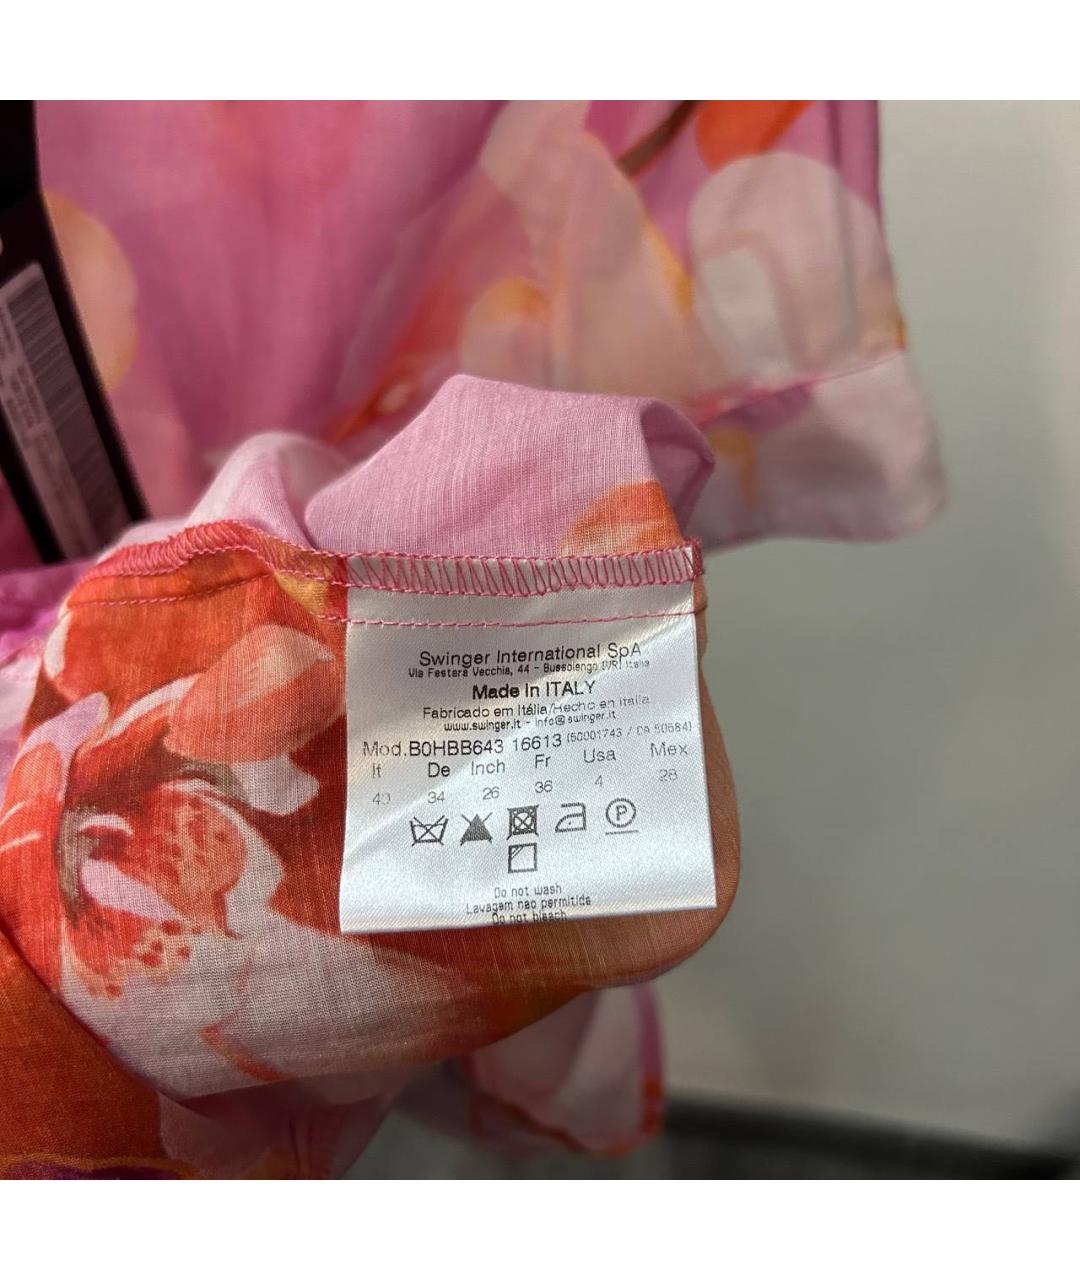 Swinger International SpA
Via Festara Vecchia, 44 - Bussolengo (VR) Italia
Made In ITALY
Fabricado em Itália/Hecho en italia
www.swinger.it - info@swinger.it
Mod.B0HBB643 16613 (50001743 / CA 50684)
It De Inch Fr Usa Mex
40 34 26 36 4 28
P
Do not wash
Lavagem nao permitida
Do not bleach